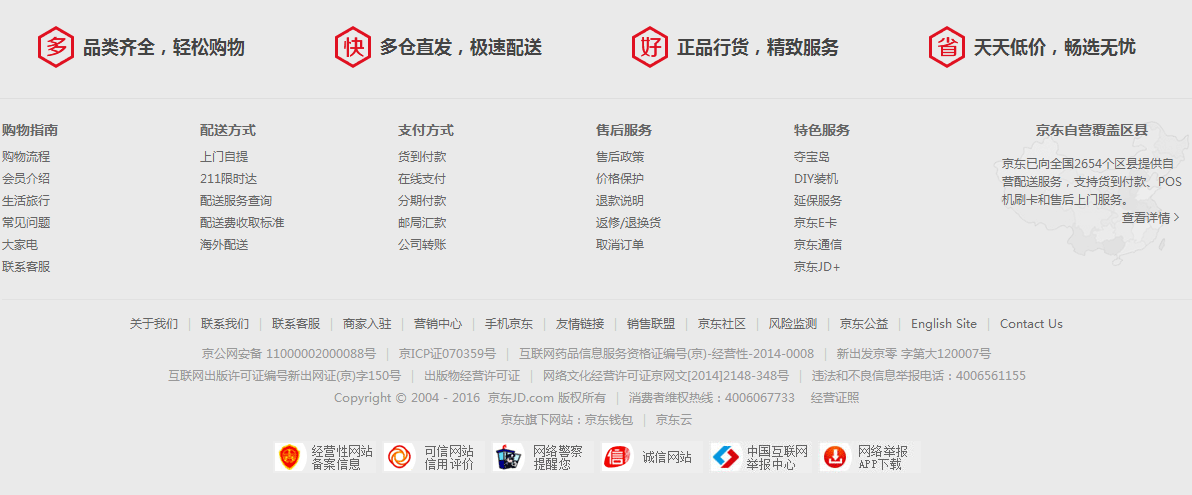 多 品类齐全，轻松购物 快 多仓直发，极速配送 好 正品行货，精致服务 省 天天低价，畅选无忧
购物指南 配送方式 支付方式 售后服务 特色服务 京东自营覆盖区县
购物流程 上门自提 货到付款 售后政策 夺宝岛 京东已向全国2654个区县提供自
会员介绍 211限时达 在线支付 价格保护 DIY装机 营配送服务，支持货到付款、POS
生活旅行 配送服务查询 分期付款 退款说明 延保服务 机刷卡和售后上门服务。
常见问题 配送费收取标准 邮局汇款 返修/退换货 京东E卡 查看详情 >
大家电 海外配送 公司转账 取消订单 京东通信
联系客服 京东JD+
关于我们 | 联系我们 | 联系客服 | 商家入驻 | 营销中心 | 手机京东 | 友情链接 | 销售联盟 | 京东社区 | 风险监测 | 京东公益 | English Site | Contact Us
京公网安备 11000002000088号 | 京ICP证070359号 | 互联网药品信息服务资格证编号(京)-经营性-2014-0008 | 新出发京零 字第大120007号
互联网出版许可证编号新出网证(京)字150号 | 出版物经营许可证 | 网络文化经营许可证京网文[2014]2148-348号 | 违法和不良信息举报电话：4006561155
Copyright © 2004 - 2016 京东JD.com 版权所有 | 消费者维权热线：4006067733 经营证照
京东旗下网站：京东钱包 | 京东云
经营性网站 可信网站 网络警察 信 诚信网站 中国互联网 网络举报
备案信息 信用评价 提醒您 举报中心 APP下载